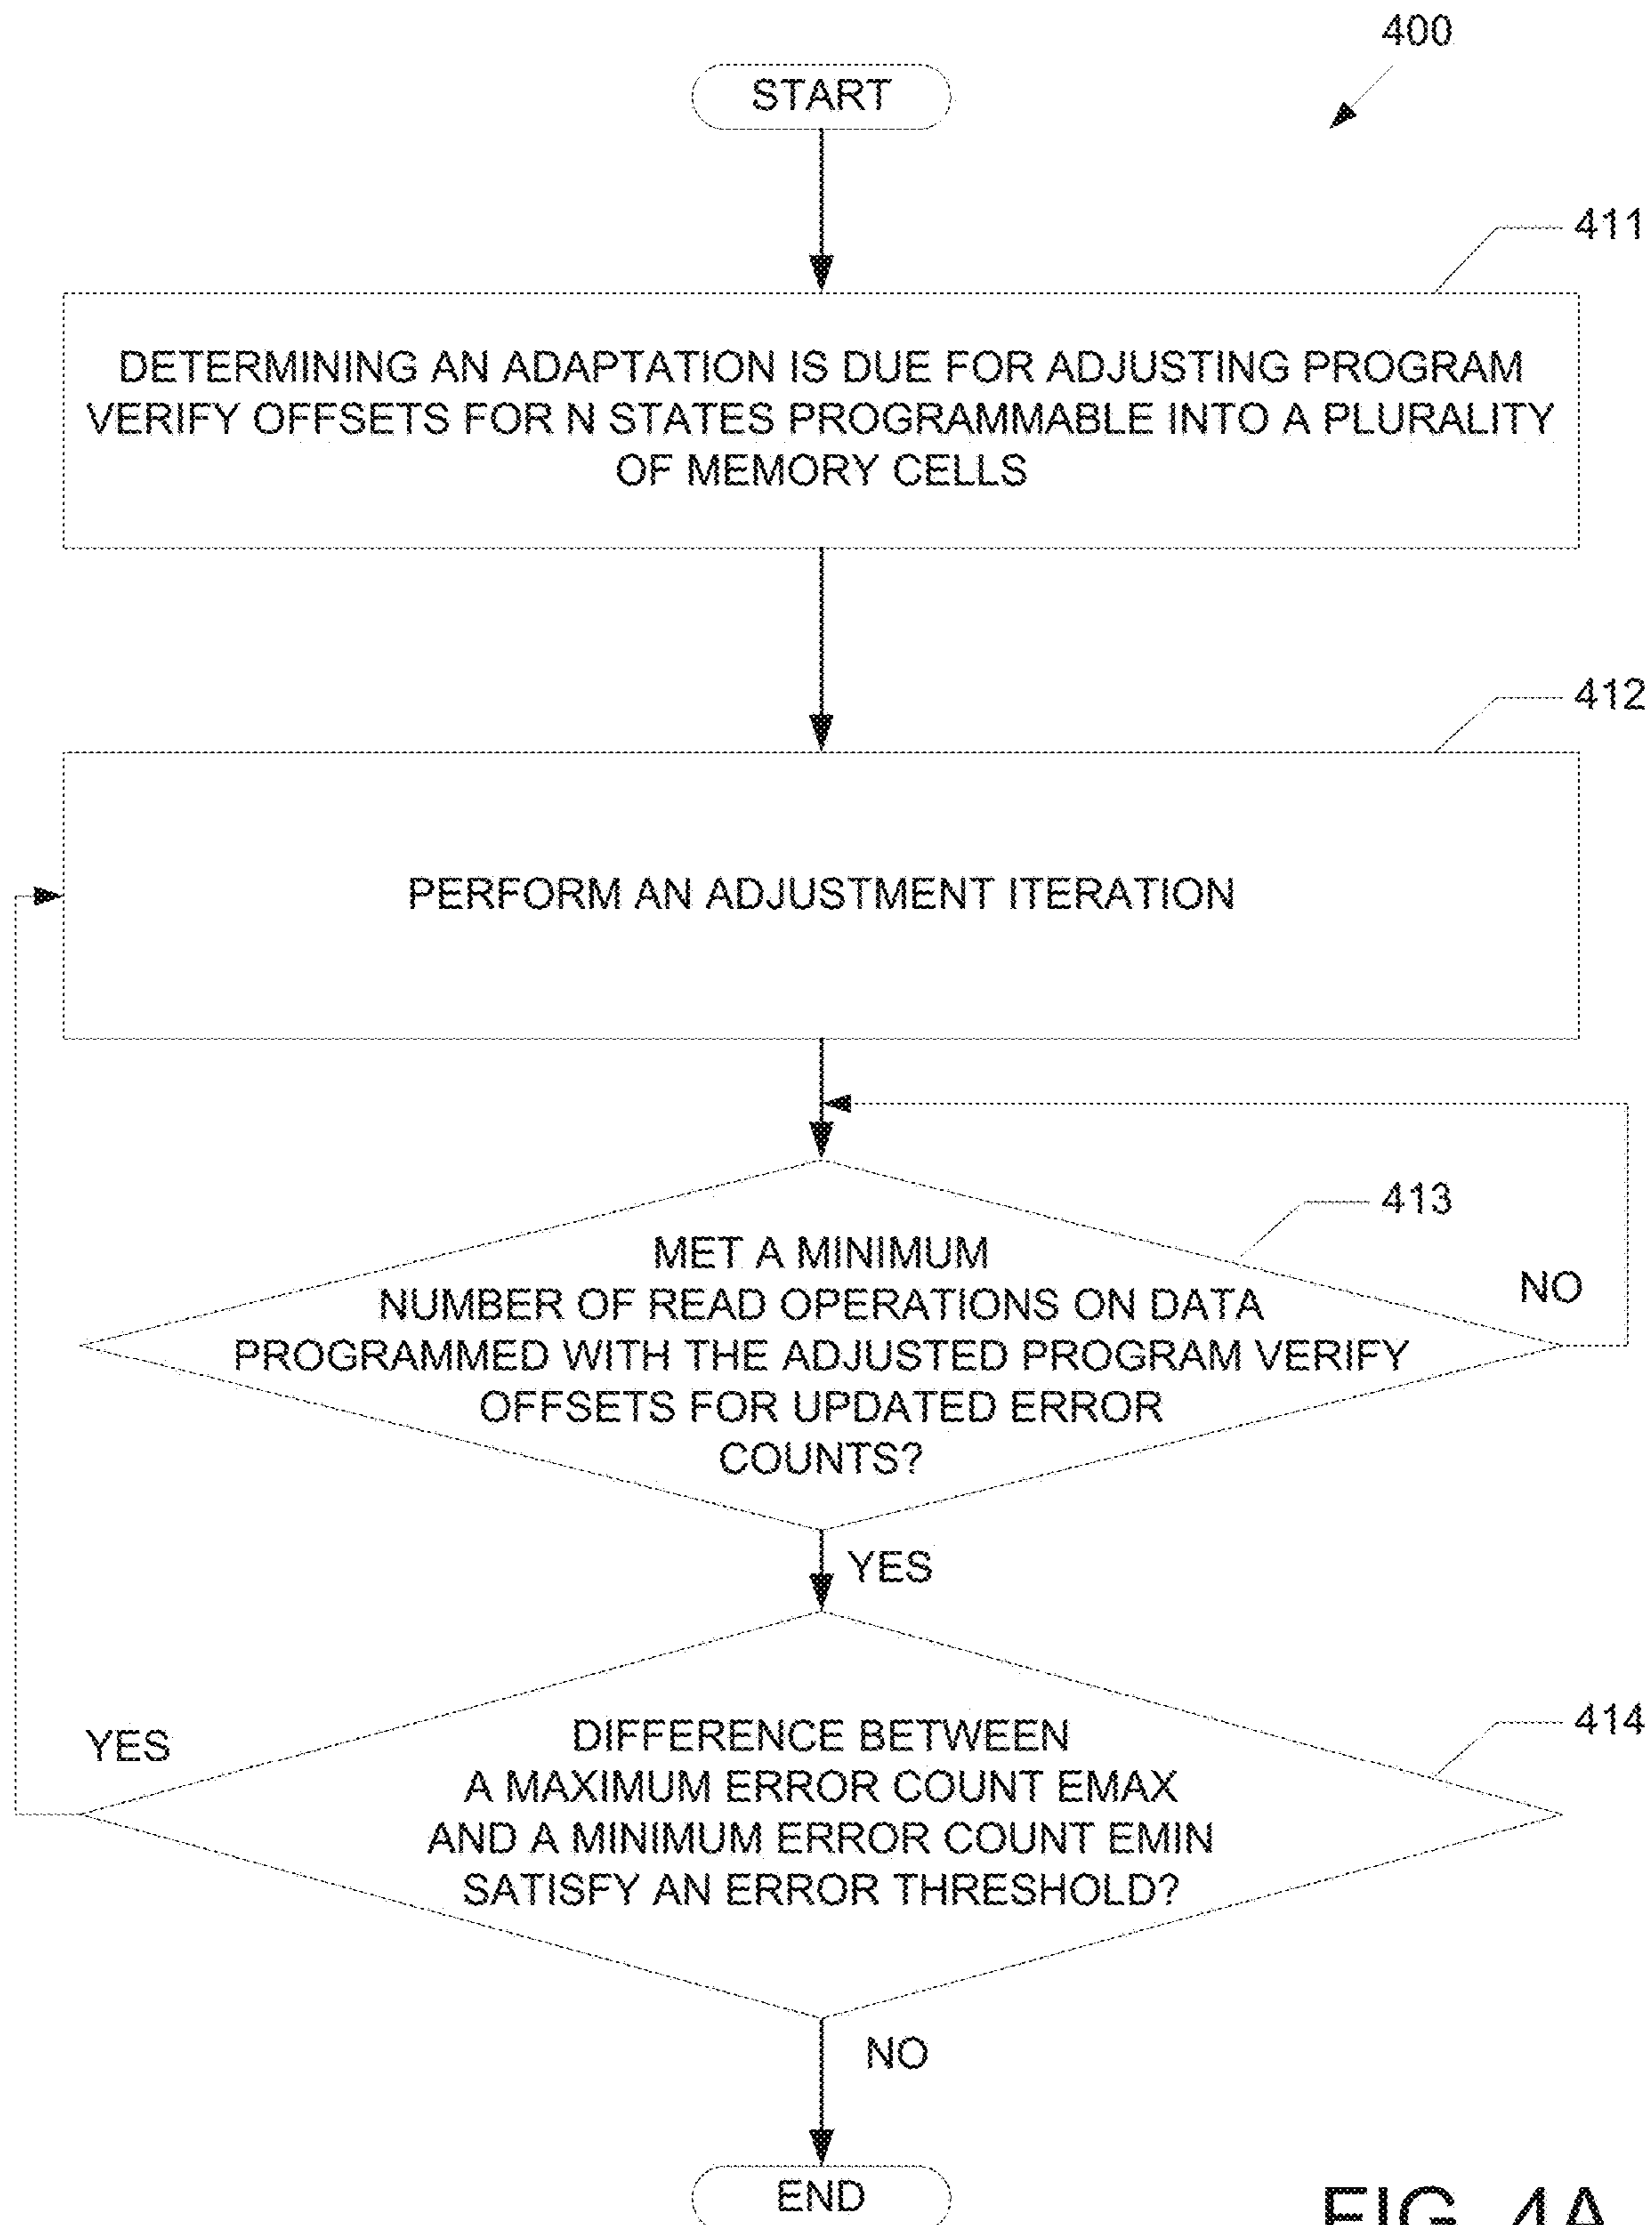 400
START
411
DETERMINING AN ADAPTATION IS DUE FOR ADJUSTING PROGRAM
VERIFY OFFSETS FOR N STATES PROGRAMMABLE INTO A PLURALITY
OF MEMORY CELLS
412
PERFORM AN ADJUSTMENT ITERATION
413
MET A MINIMUM
NUMBER OF READ OPERATIONS ON DATA
PROGRAMMED WITH THE ADJUSTED PROGRAM VERIFY
OFFSETS FOR UPDATED ERROR
COUNTS?
NO
YES
414
YES
DIFFERENCE BETWEEN
A MAXIMUM ERROR COUNT EMAX
AND A MINIMUM ERROR COUNT EMIN
SATISFY AN ERROR THRESHOLD?
NO
END
FIG. 4A